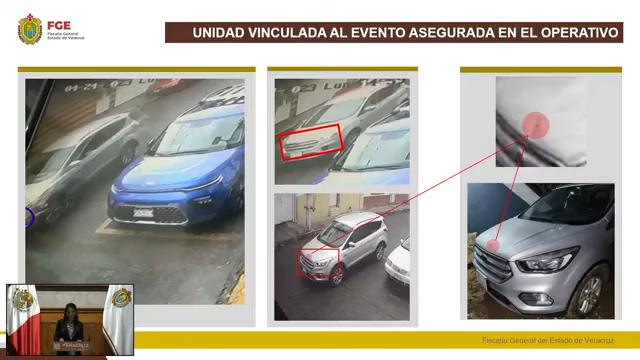 FGE
Fiscalía General
Estado de Veracruz
UNIDAD VINCULADA AL EVENTO ASEGURADA EN EL OPERATIVO
VERACRUZ
Fiscalía General del Estado de Veracruz